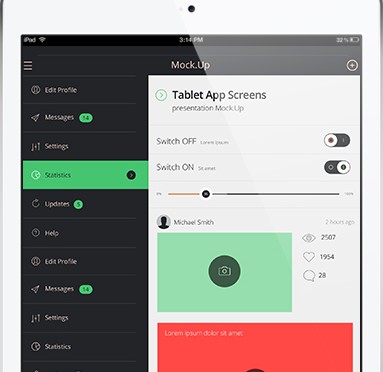 iPad
3:14 PM
32 %
Mock.Up
Edit Profile
Messages 14
Settings
Statistics
Updates 5
Help
Edit Profile
Messages 14
Settings
Statistics
Tablet App Screens
presentation Mock.Up
Switch OFF Lorem ipsum
Switch ON Sit amet
0%
100%
Michael Smith
2 hours ago
2507
1954
28
Lorem ipsum dolor sit amet